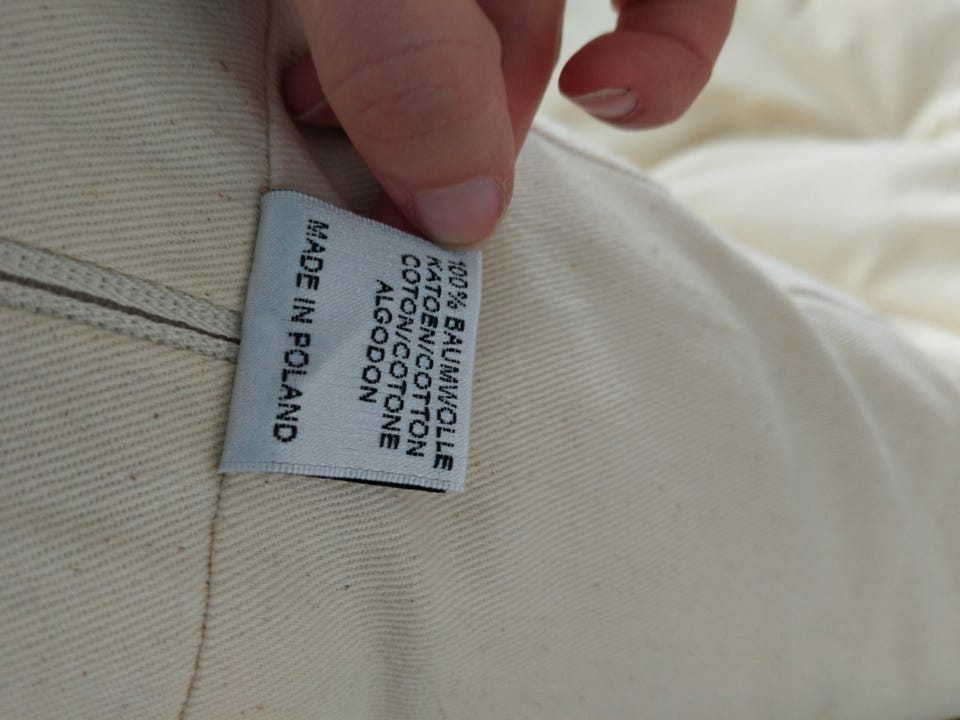 100% BAUMWOLLE
KATOEN/COTTON
COTON/COTONE
ALGODON
MADE IN POLAND